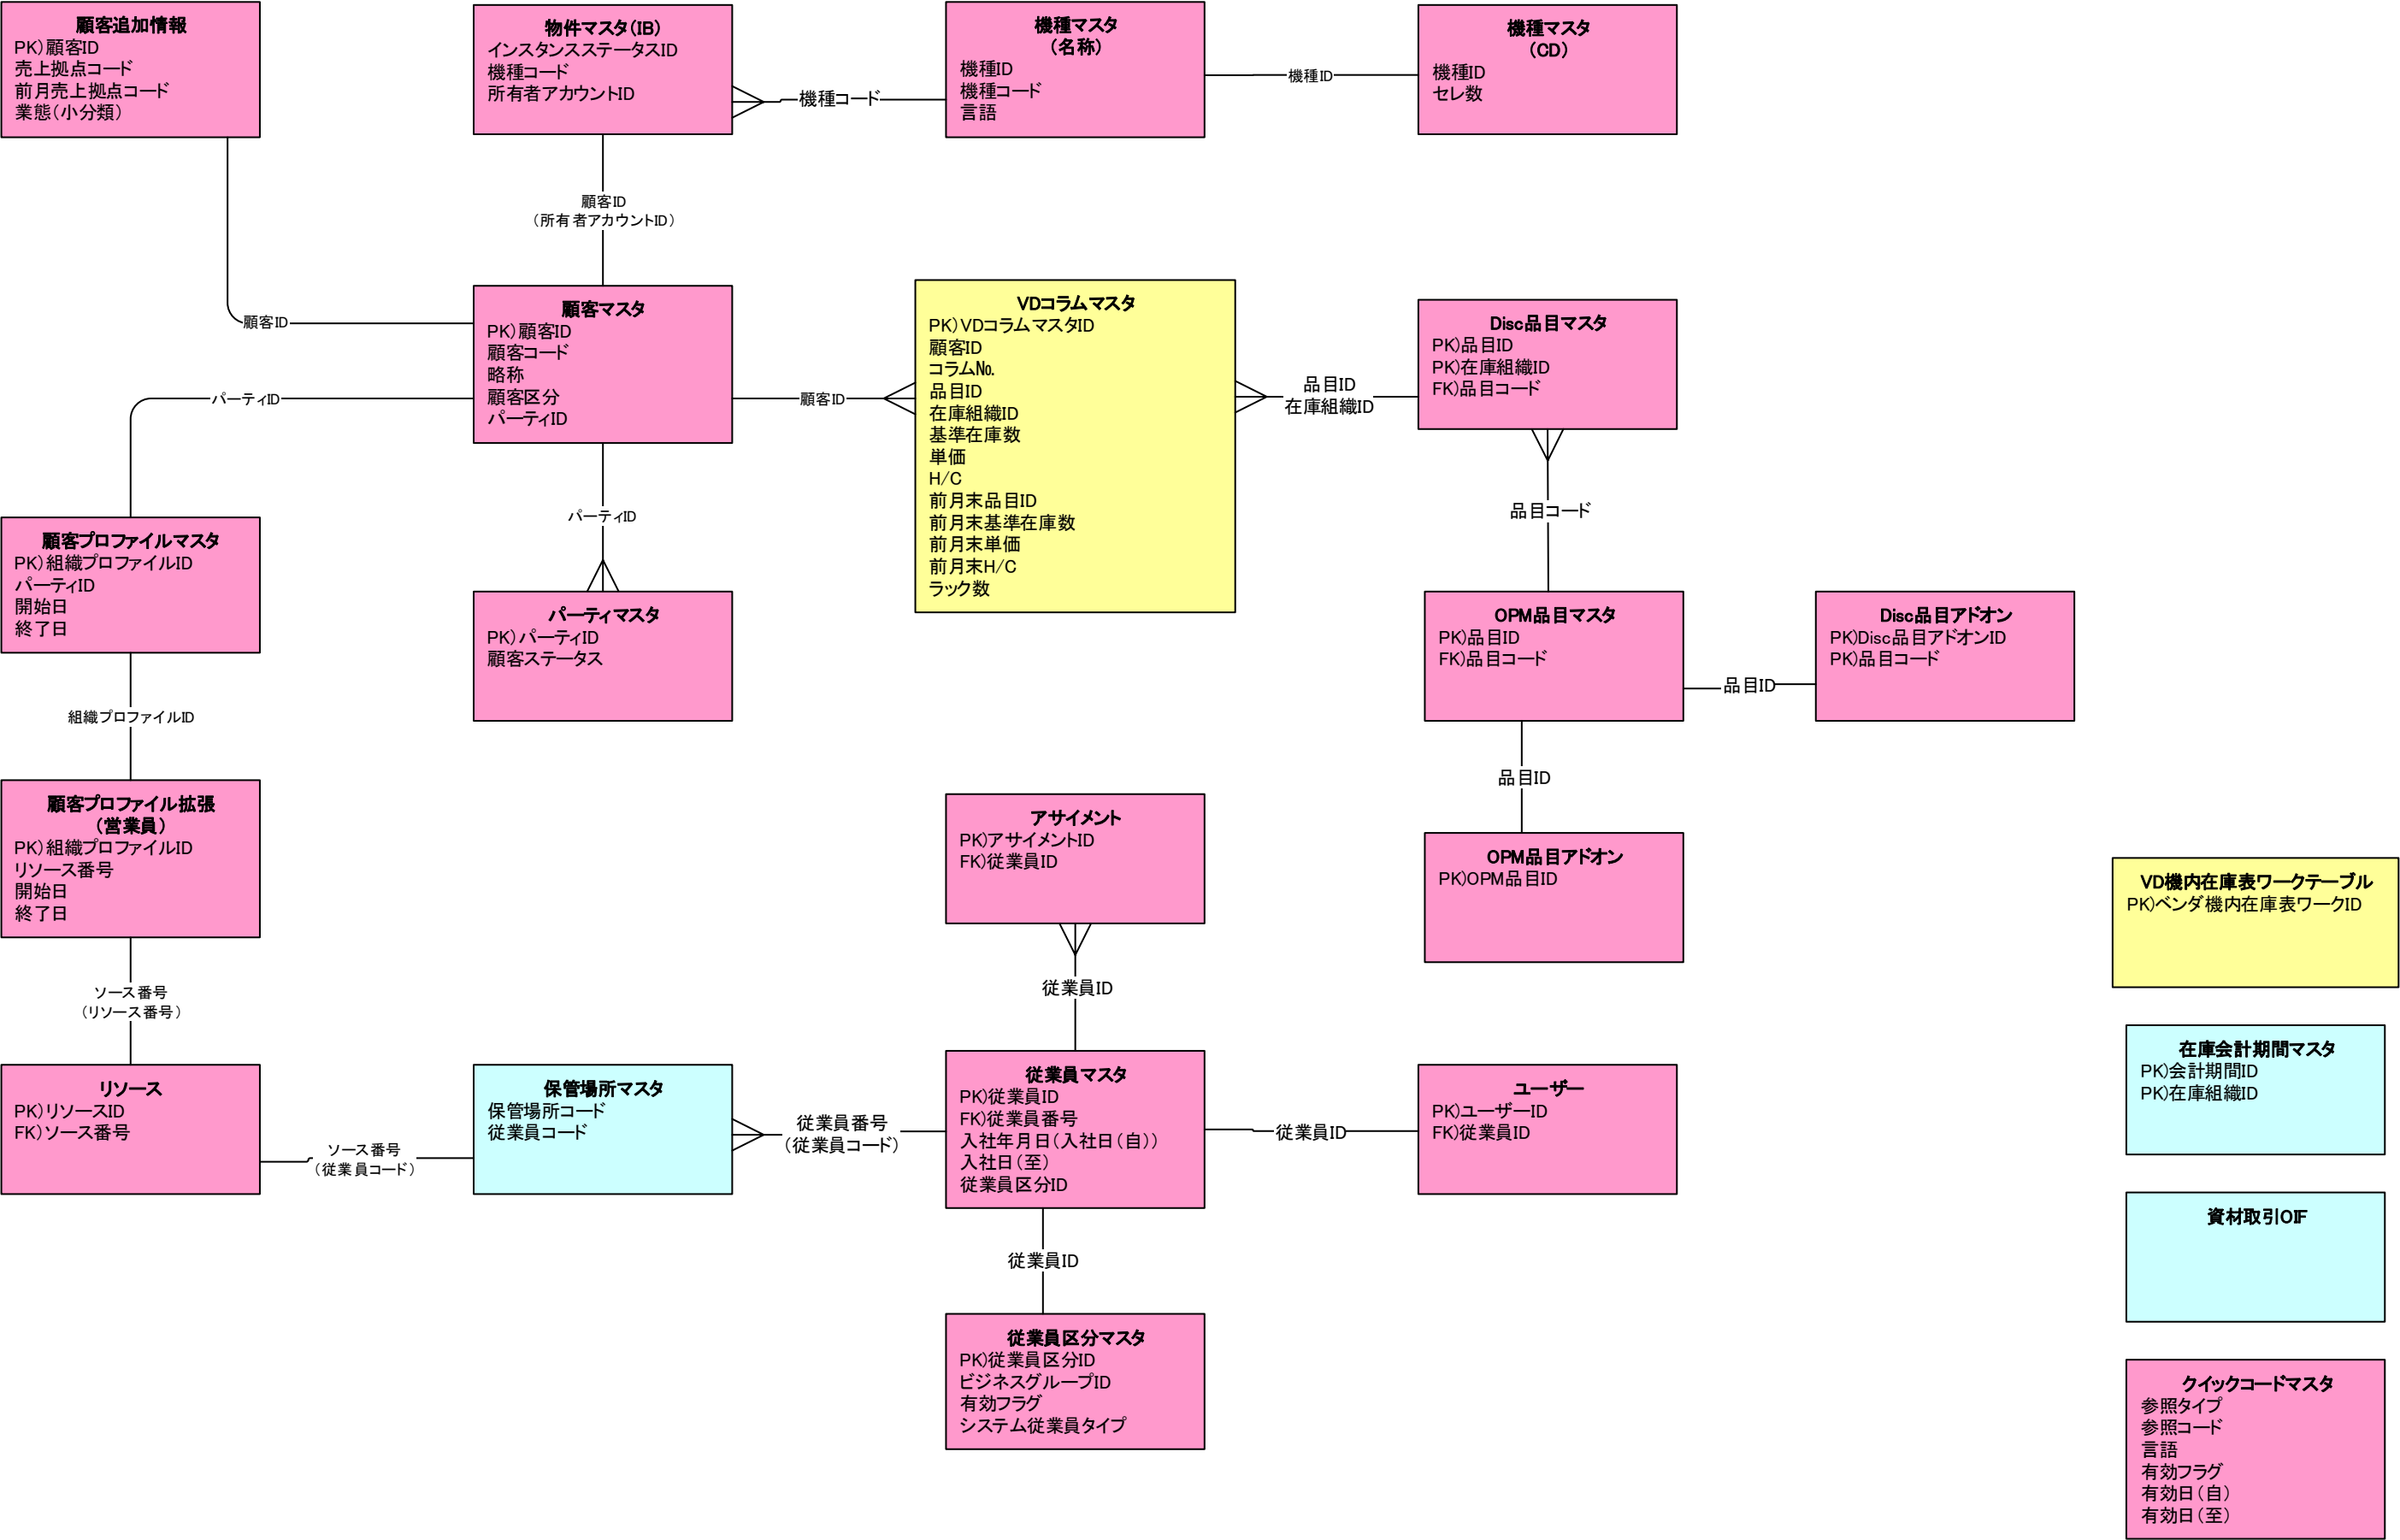 顧客追加情報
PK）顧客ID
売上拠点コード
前月売上拠点コード
業態（小分類）
物件マスタ（IB）
インスタンスステータスID
機種コード
所有者アカウントID
機種コード
機種マスタ
（名称）
機種ID
機種コード
言語
機種ID
機種マスタ
（CD）
機種ID
セレ数
顧客ID
（所有者アカウントID）
顧客ID
顧客マスタ
PK）顧客ID
顧客コード
略称
顧客区分
パーティID
パーティID
顧客ID
VDコラムマスタ
PK）VDコラムマスタID
顧客ID
コラム№.
品目ID
在庫組織ID
基準在庫数
単価
H/C
前月末品目ID
前月末基準在庫数
前月末単価
前月末H/C
ラック数
品目ID
在庫組織ID
Disc品目マスタ
PK)品目ID
PK)在庫組織ID
FK)品目コード
品目コード
パーティID
顧客プロファイルマスタ
PK）組織プロファイルID
パーティID
開始日
終了日
パーティマスタ
PK）パーティID
顧客ステータス
OPM品目マスタ
PK)品目ID
FK)品目コード
品目ID
Disc品目アドオン
PK)Disc品目アドオンID
PK)品目コード
組織プロファイルID
品目ID
顧客プロファイル拡張
（営業員）
PK）組織プロファイルID
リソース番号
開始日
終了日
アサイメント
PK)アサイメントID
FK)従業員ID
OPM品目アドオン
PK)OPM品目ID
VD機内在庫表ワークテーブル
PK)ベンダ機内在庫表ワークID
ソース番号
（リソース番号）
従業員ID
リソース
PK）リソースID
FK）ソース番号
ソース番号
（従業員コード）
保管場所マスタ
保管場所コード
従業員コード
従業員番号
（従業員コード）
従業員マスタ
PK)従業員ID
FK)従業員番号
入社年月日（入社日（自））
入社日（至）
従業員区分ID
従業員ID
ユーザー
PK)ユーザーID
FK)従業員ID
在庫会計期間マスタ
PK)会計期間ID
PK)在庫組織ID
従業員ID
資材取引OIF
従業員区分マスタ
PK)従業員区分ID
ビジネスグループID
有効フラグ
システム従業員タイプ
クイックコードマスタ
参照タイプ
参照コード
言語
有効フラグ
有効日（自）
有効日（至）